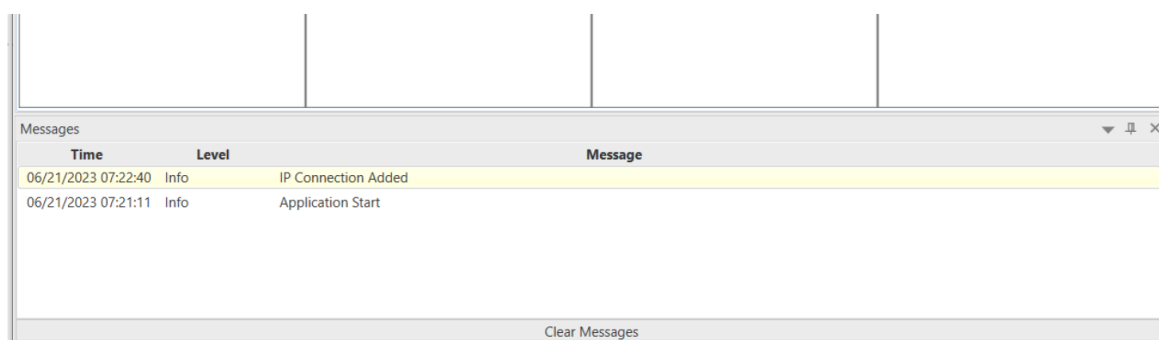 Messages
Time Level Message
06/21/2023 07:22:40 Info IP Connection Added
06/21/2023 07:21:11 Info Application Start
Clear Messages